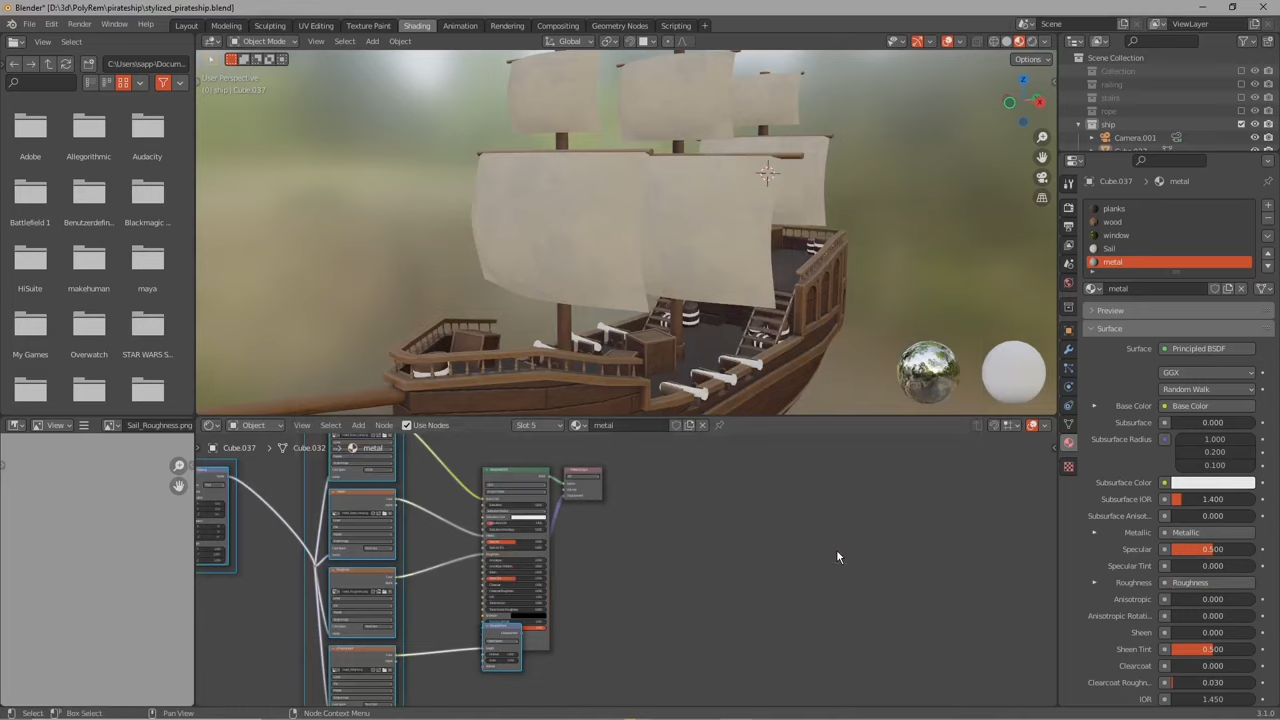 Blender* [D:\3d\PolyRem\pirateship\stylized_pirateship.blend]
File Edit Render Window Help Layout Modeling Sculpting UV Editing Texture Paint Shading Animation Rendering Compositing Geometry Nodes Scripting + Scene ViewLayer
View Select Object Mode View Select Add Object Global
C:\Users\sapp\Docum... Options
User Perspective
(0) ship | Cube.037
Z
X
Adobe Allegorithmic Audacity
Battlefield 1 Benutzerdefin... Blackmagic ...
HiSuite makehuman maya
My Games Overwatch STAR WARS S...
Scene Collection
Collection
railing
stairs
rope
ship
Camera.001
Cube.037 metal
planks
wood
window
Sail
metal
metal
Preview
Surface
Surface Principled BSDF
GGX
Random Walk
Base Color Base Color
Subsurface 0.000
Subsurface Radius 1.000
0.200
0.100
Subsurface Color
Subsurface IOR 1.400
Subsurface Anisot... 0.000
Metallic Metallic
Specular 0.500
Specular Tint 0.000
Roughness Roughness
Anisotropic 0.000
Anisotropic Rotati... 0.000
Sheen 0.000
Sheen Tint 0.500
Clearcoat 0.000
Clearcoat Roughn... 0.030
IOR 1.450
View Sail_Roughness.png Object View Select Add Node Use Nodes Slot 5 metal
Cube.037 Cube.032 metal
Select Box Select Pan View Node Context Menu 3.1.0